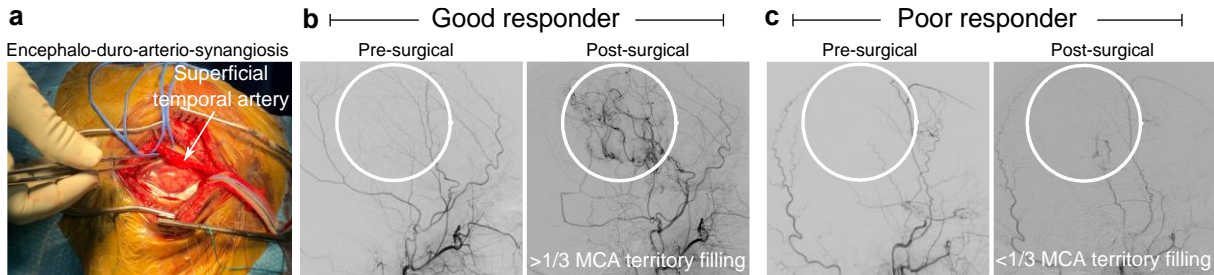 a
Encephalo-duro-arterio-synangiosis
Superficial
temporal artery
b
Good responder
Pre-surgical
Post-surgical
>1/3 MCA territory filling
c
Poor responder
Pre-surgical
Post-surgical
<1/3 MCA territory filling